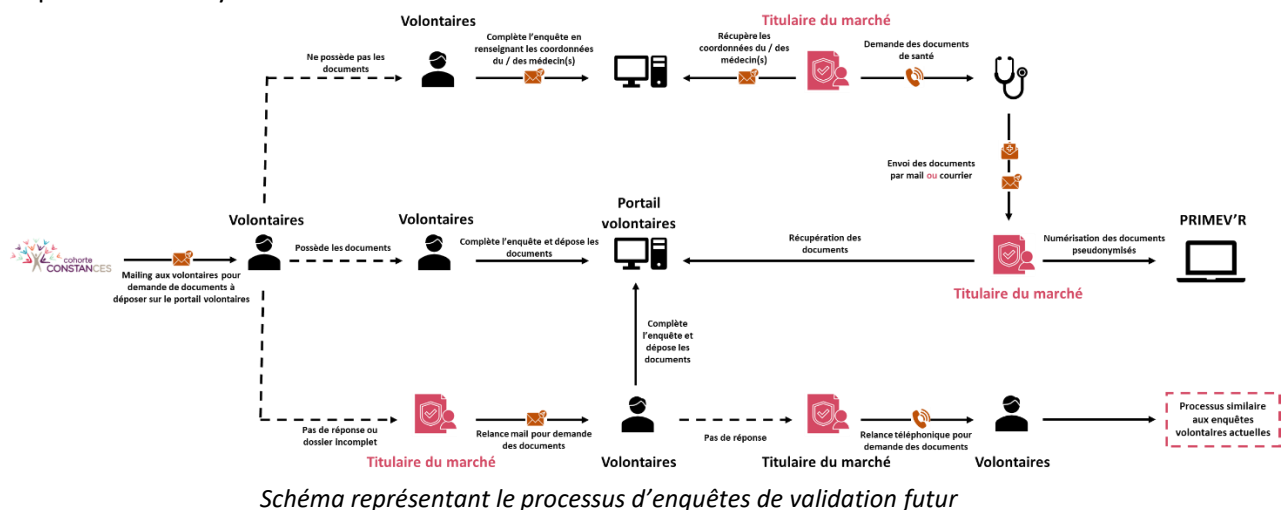 Volontaires
Titulaire du marché
Ne possède pas les
documents
Complète l'enquête en
renseignant les coordonnées
du / des médecin(s)
Récupère les
coordonnées du / des
médecin(s)
Demande des documents
de santé
Envoi des documents
par mail ou courrier
cohorte
CONSTANCES
Mailing aux volontaires pour
demande de documents à
déposer sur le portail volontaires
Volontaires
Possède les documents
Volontaires
Complète l'enquête et dépose les
documents
Portail
volontaires
Récupération des
documents
Titulaire du marché
Numérisation des documents
pseudonymisés
PRIMEV'R
Complète
l'enquête et
dépose les
documents
Pas de réponse ou
dossier incomplet
Titulaire du marché
Relance mail pour demande
des documents
Volontaires
Pas de réponse
Titulaire du marché
Relance téléphonique pour
demande des documents
Volontaires
Processus similaire
aux enquêtes
volontaires actuelles
Schéma représentant le processus d'enquêtes de validation futur